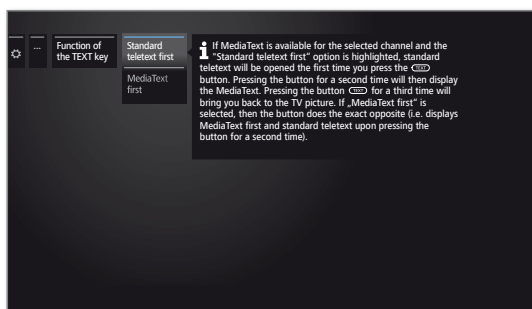 ...
Function of
the TEXT key
Standard
teletext first
MediaText
first
i If MediaText is available for the selected channel and the
"Standard teletext first" option is highlighted, standard
teletext will be opened the first time you press the TEXT
button. Pressing the button for a second time will then display
the MediaText. Pressing the button TEXT for a third time will
bring you back to the TV picture. If „MediaText first" is
selected, then the button does the exact opposite (i.e. displays
MediaText first and standard teletext upon pressing the
button for a second time).